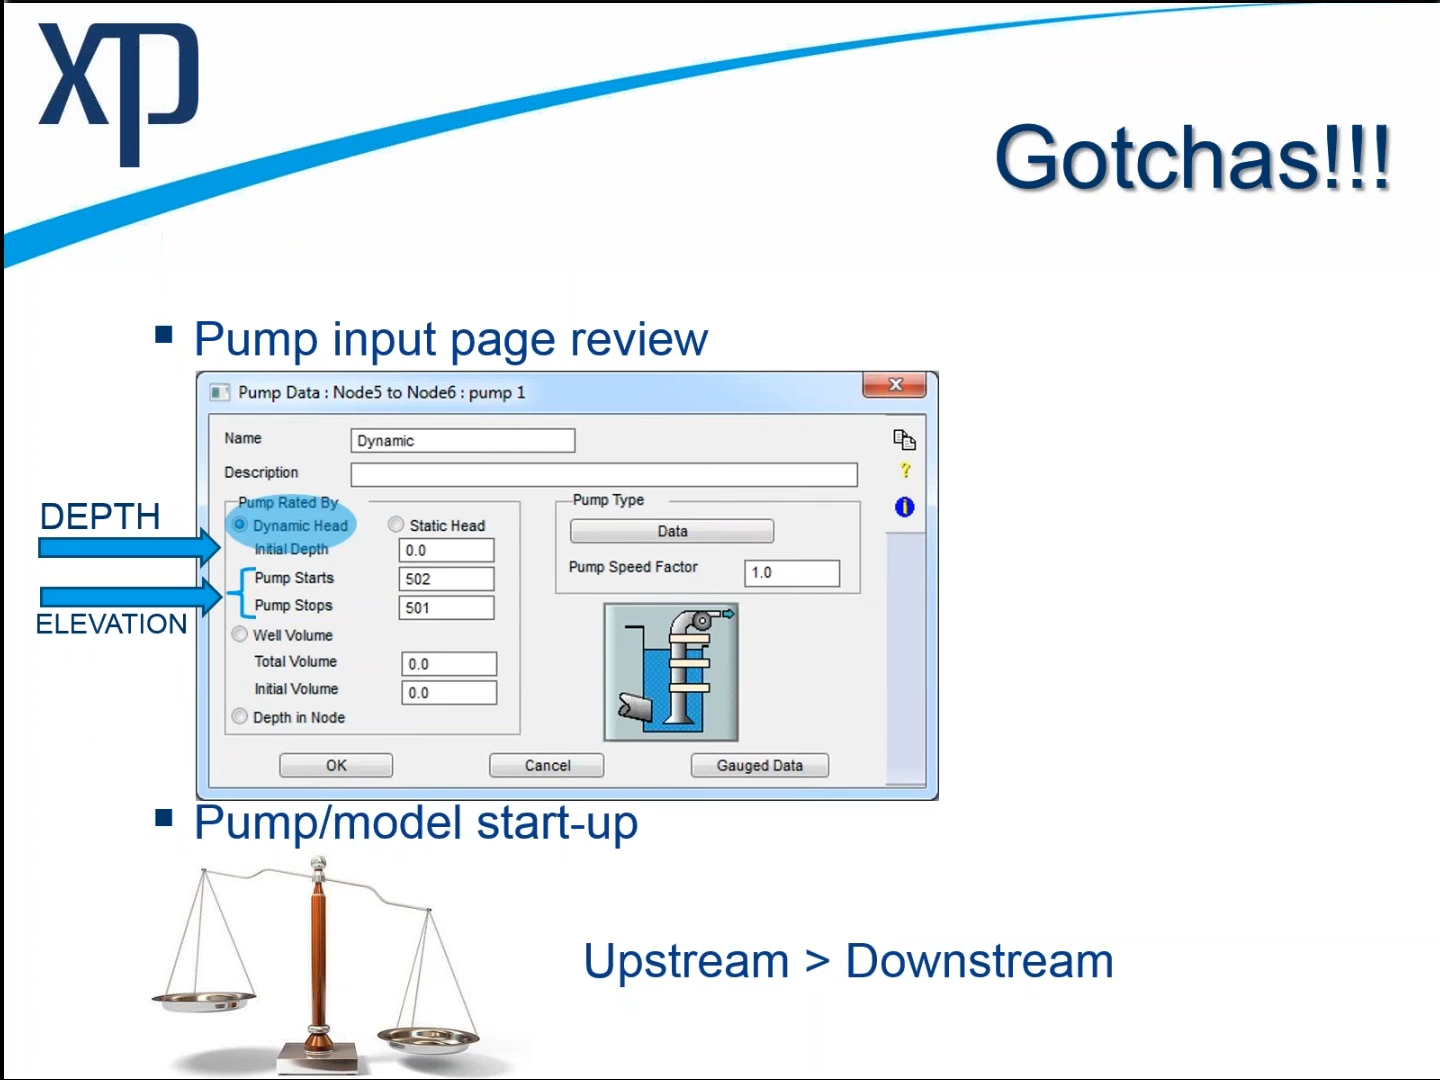 xp
Gotchas!!!
Pump input page review
Pump Data : Node5 to Node6 : pump 1
Name Dynamic
Description
Pump Rated By
Dynamic Head Static Head
Initial Depth 0.0
Pump Starts 502
Pump Stops 501
Well Volume
Total Volume 0.0
Initial Volume 0.0
Depth in Node
Pump Type
Data
Pump Speed Factor 1.0
OK Cancel Gauged Data
DEPTH
ELEVATION
Pump/model start-up
Upstream > Downstream